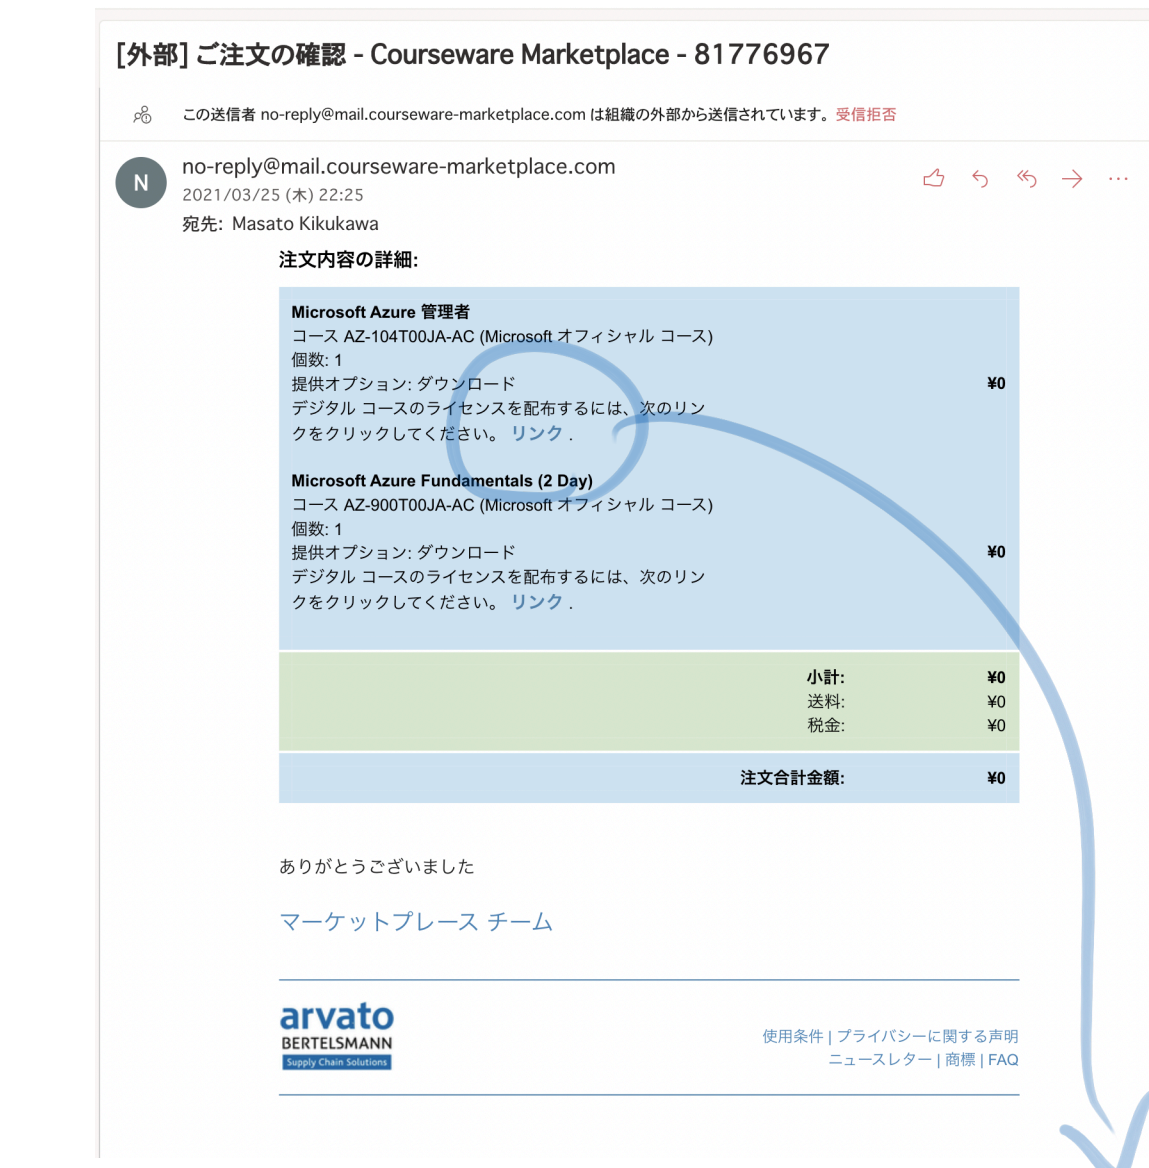 [外部] ご注文の確認 - Courseware Marketplace - 81776967
この送信者 no-reply@mail.courseware-marketplace.com は組織の外部から送信されています。受信拒否
N
no-reply@mail.courseware-marketplace.com
2021/03/25 (木) 22:25
宛先: Masato Kikukawa
注文内容の詳細:
Microsoft Azure 管理者
コース AZ-104T00JA-AC (Microsoft オフィシャル コース)
個数: 1
提供オプション: ダウンロード ¥0
デジタル コースのライセンスを配布するには、次のリン
クをクリックしてください。 リンク .
Microsoft Azure Fundamentals (2 Day)
コース AZ-900T00JA-AC (Microsoft オフィシャル コース)
個数: 1
提供オプション: ダウンロード ¥0
デジタル コースのライセンスを配布するには、次のリン
クをクリックしてください。 リンク .
小計: ¥0
送料: ¥0
税金: ¥0
注文合計金額: ¥0
ありがとうございました
マーケットプレース チーム
arvato
BERTELSMANN
Supply Chain Solutions
使用条件 | プライバシーに関する声明
ニュースレター | 商標 | FAQ